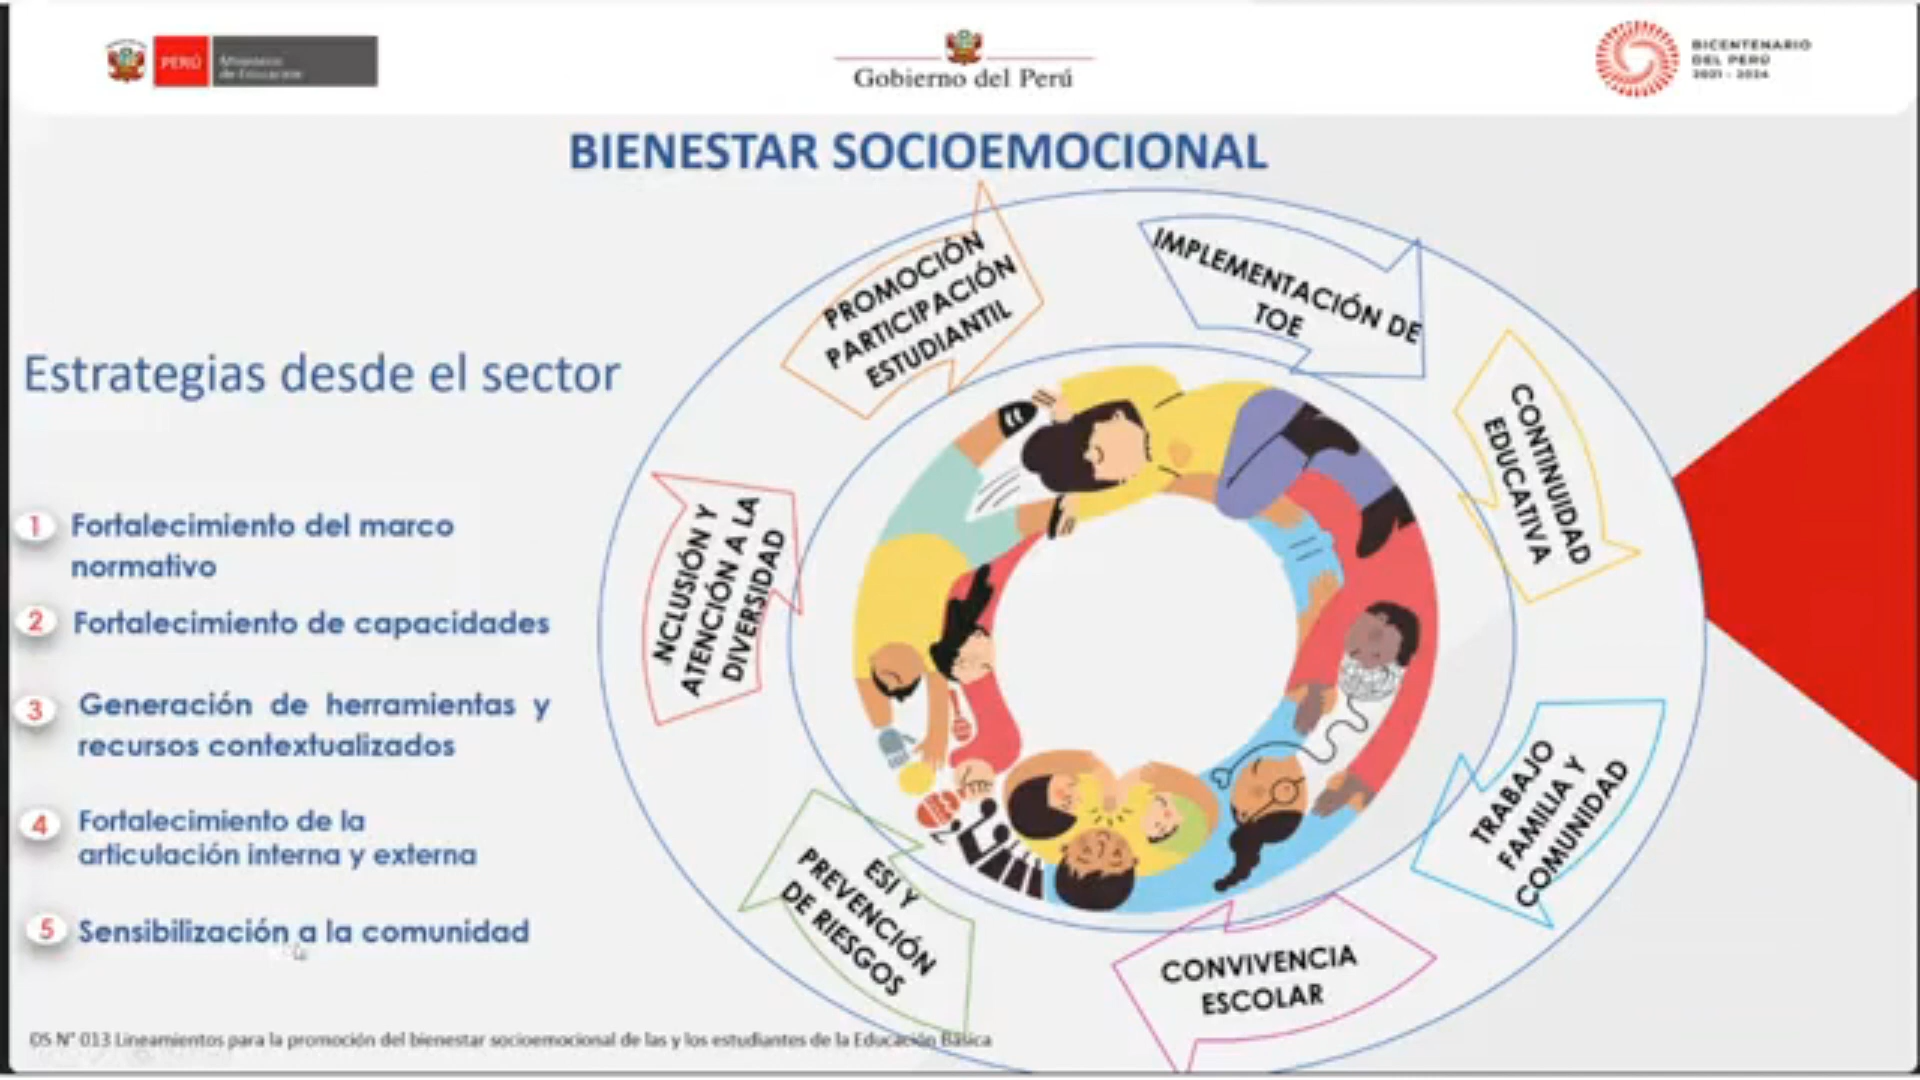 PERÚ
Ministerio
de Educación
Gobierno del Perú
BICENTENARIO
DEL PERÚ
2021 - 2024
BIENESTAR SOCIOEMOCIONAL
Estrategias desde el sector
1 Fortalecimiento del marco
normativo
2 Fortalecimiento de capacidades
3 Generación de herramientas y
recursos contextualizados
4 Fortalecimiento de la
articulación interna y externa
5 Sensibilización a la comunidad
PROMOCIÓN
PARTICIPACIÓN
ESTUDIANTIL
IMPLEMENTACIÓN DE
TOE
CONTINUIDAD
EDUCATIVA
TRABAJO
FAMILIA Y
COMUNIDAD
CONVIVENCIA
ESCOLAR
ESI Y
PREVENCIÓN
DE RIESGOS
NCLUSIÓN Y
ATENCIÓN A LA
DIVERSIDAD
DS N° 013 Lineamientos para la promoción del bienestar socioemocional de las y los estudiantes de la Educación Básica